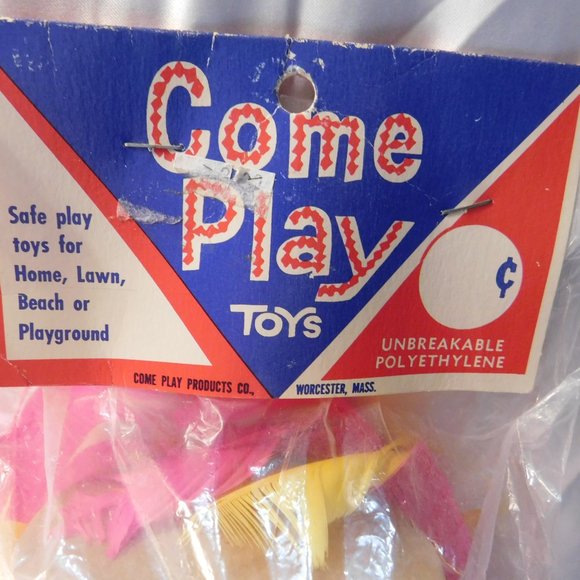 Come
Play
TOYS
Safe play
toys for
Home, Lawn,
Beach or
Playground
¢
UNBREAKABLE
POLYETHYLENE
COME PLAY PRODUCTS CO., WORCESTER, MASS.